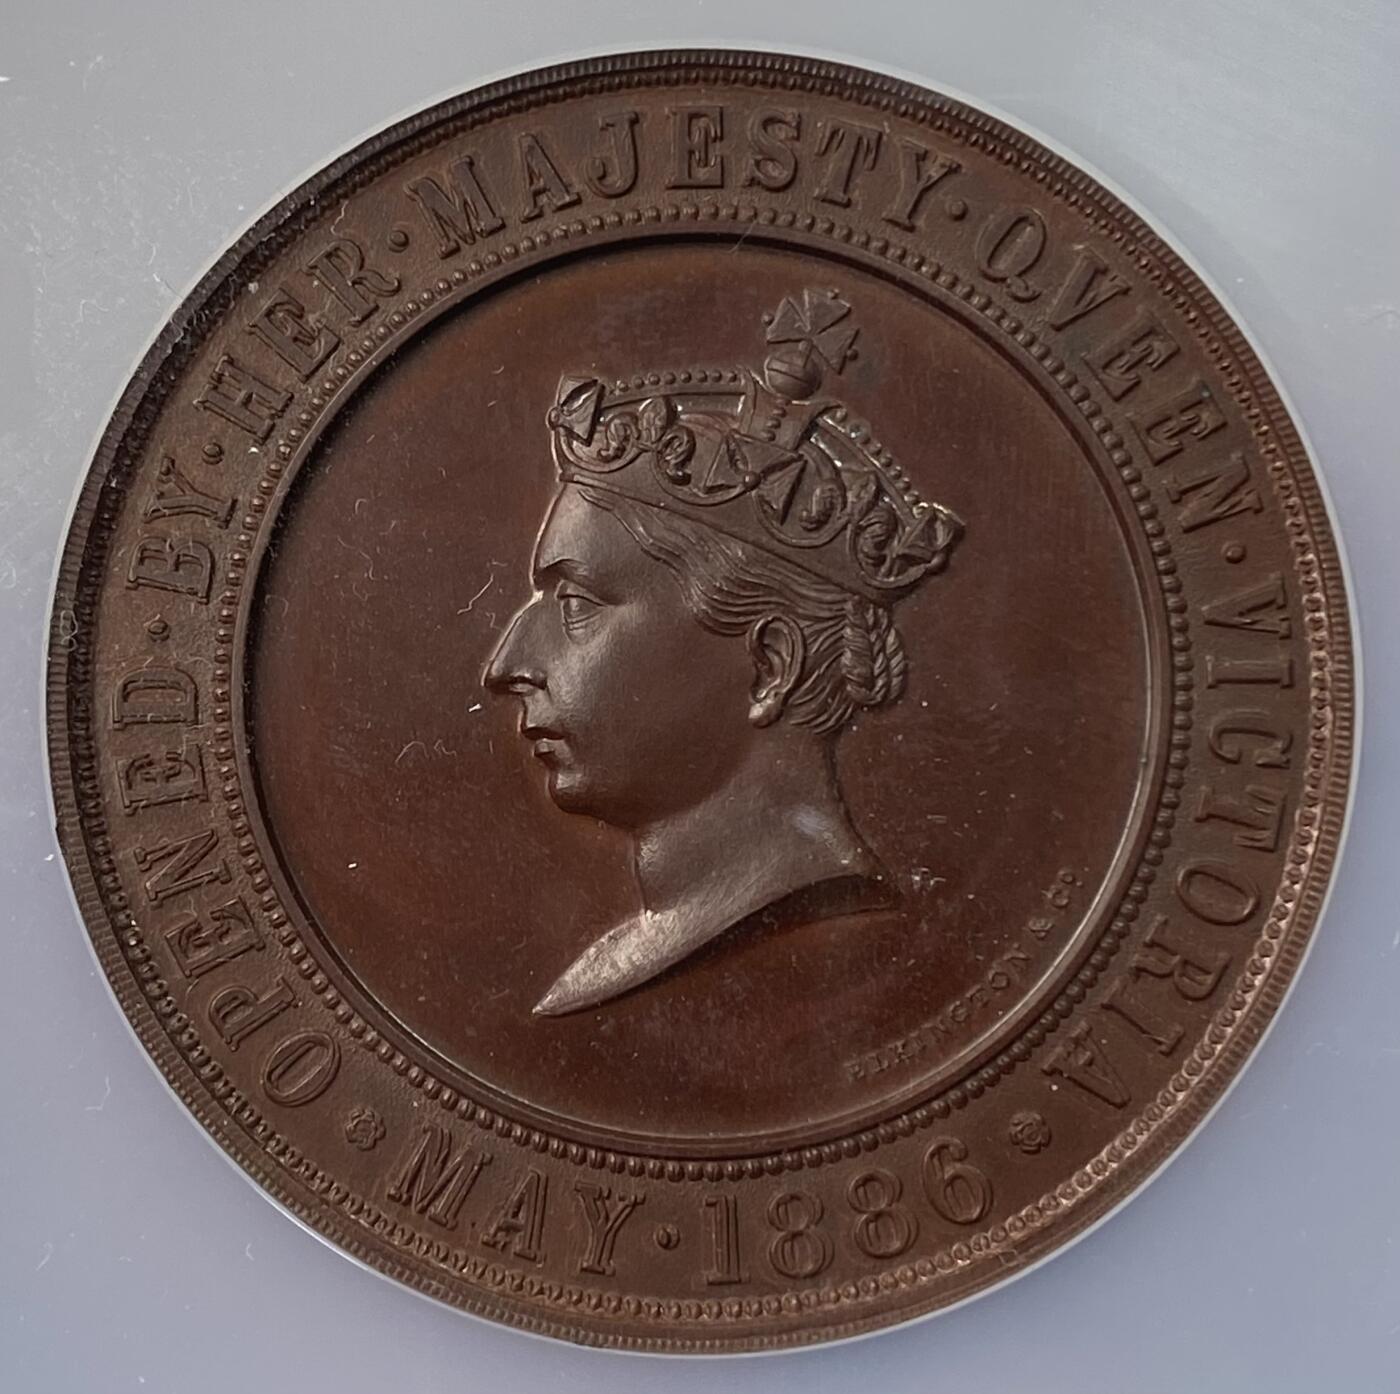 OPENED · BY · HER · MAJESTY · QVEEN · VICTORIA
MAY · 1886
ELKINGTON & Co